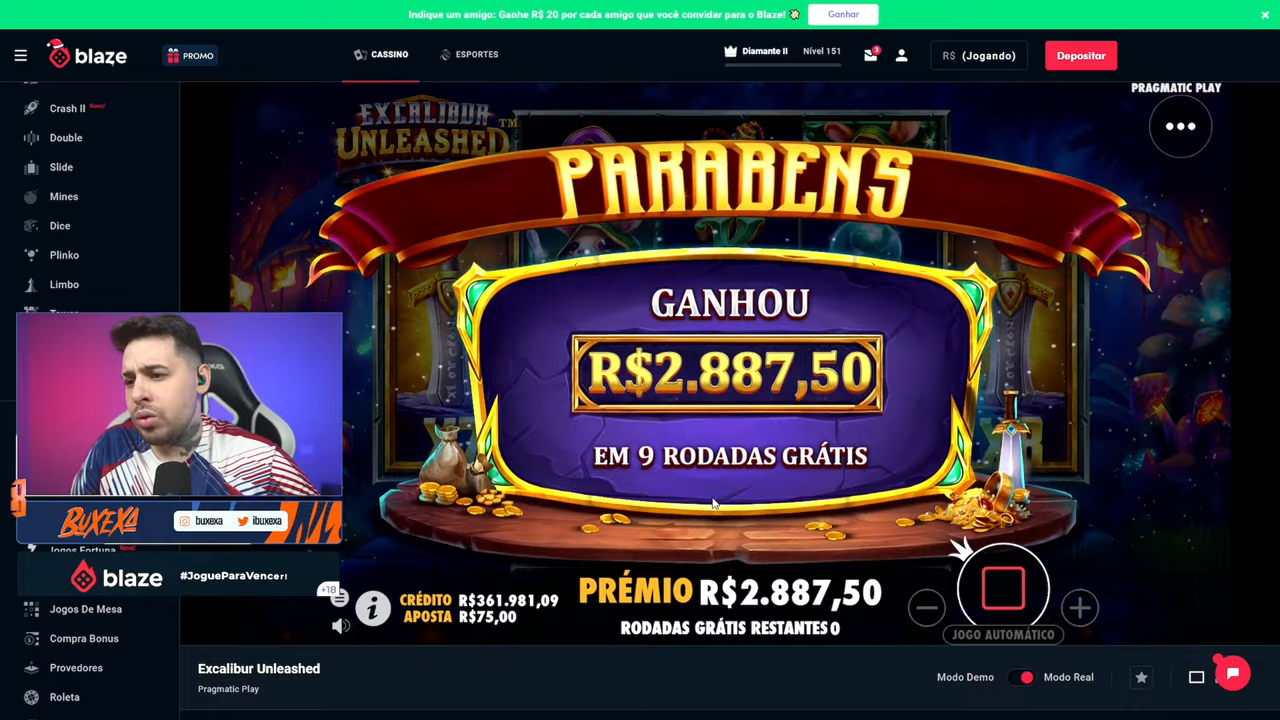 Indique um amigo: Ganhe R$ 20 por cada amigo que você convidar para o Blaze!
Ganhar
blaze
PROMO
CASSINO
ESPORTES
Diamante II
Nível 151
3
R$ (Jogando)
Depositar
Crash II Novo!
Double
Slide
Mines
Dice
Plinko
Limbo
PRAGMATIC PLAY
EXCALIBUR
UNLEASHED™
PARABENS
GANHOU
R$2.887,50
EM 9 RODADAS GRÁTIS
BUXEXA
buxexa
ibuxexa
Jogos Fortuna Novo!
blaze
#JogueParaVencer!
+18
Jogos De Mesa
Compra Bonus
Provedores
Roleta
CRÉDITO R$361.981,09
APOSTA R$75,00
PRÉMIO R$2.887,50
RODADAS GRÁTIS RESTANTES 0
JOGO AUTOMÁTICO
Excalibur Unleashed
Pragmatic Play
Modo Demo
Modo Real